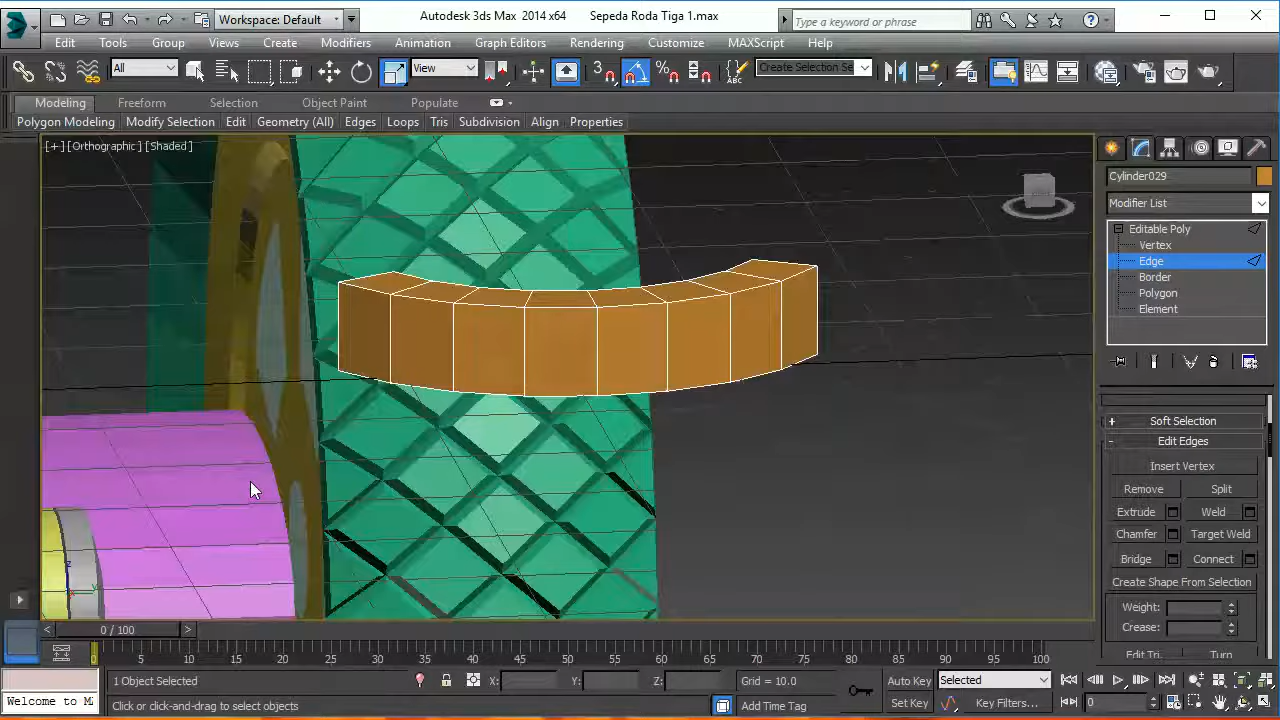 Workspace: Default
Autodesk 3ds Max 2014 x64 Sepeda Roda Tiga 1.max
Type a keyword or phrase
Edit Tools Group Views Create Modifiers Animation Graph Editors Rendering Customize MAXScript Help
All View 3 Create Selection Se
Modeling Freeform Selection Object Paint Populate
Polygon Modeling Modify Selection Edit Geometry (All) Edges Loops Tris Subdivision Align Properties
[+] [Orthographic] [Shaded]
Cylinder029
Modifier List
Editable Poly
Vertex
Edge
Border
Polygon
Element
+ Soft Selection
- Edit Edges
Insert Vertex
Remove Split
Extrude Weld
Chamfer Target Weld
Bridge Connect
Create Shape From Selection
Weight:
Crease:
Edit Tri. Turn
0 / 100
0 5 10 15 20 25 30 35 40 45 50 55 60 65 70 75 80 85 90 95 100
1 Object Selected X: Y: Z: Grid = 10.0 Auto Key Selected
Welcome to M Click or click-and-drag to select objects Add Time Tag Set Key Key Filters... 0